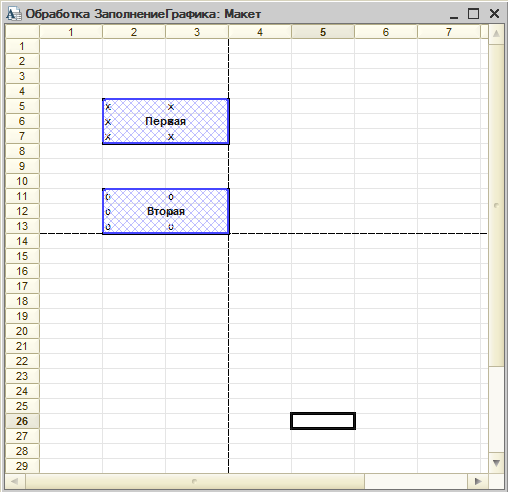 Обработка ЗаполнениеГрафика: Макет
1 2 3 4 5 6 7
1
2
3
4
5 x x
6 x Первая x
7 x x
8
9
10
11 o o
12 o Вторая o
13 o o
14
15
16
17
18
19
20
21
22
23
24
25
26
27
28
29